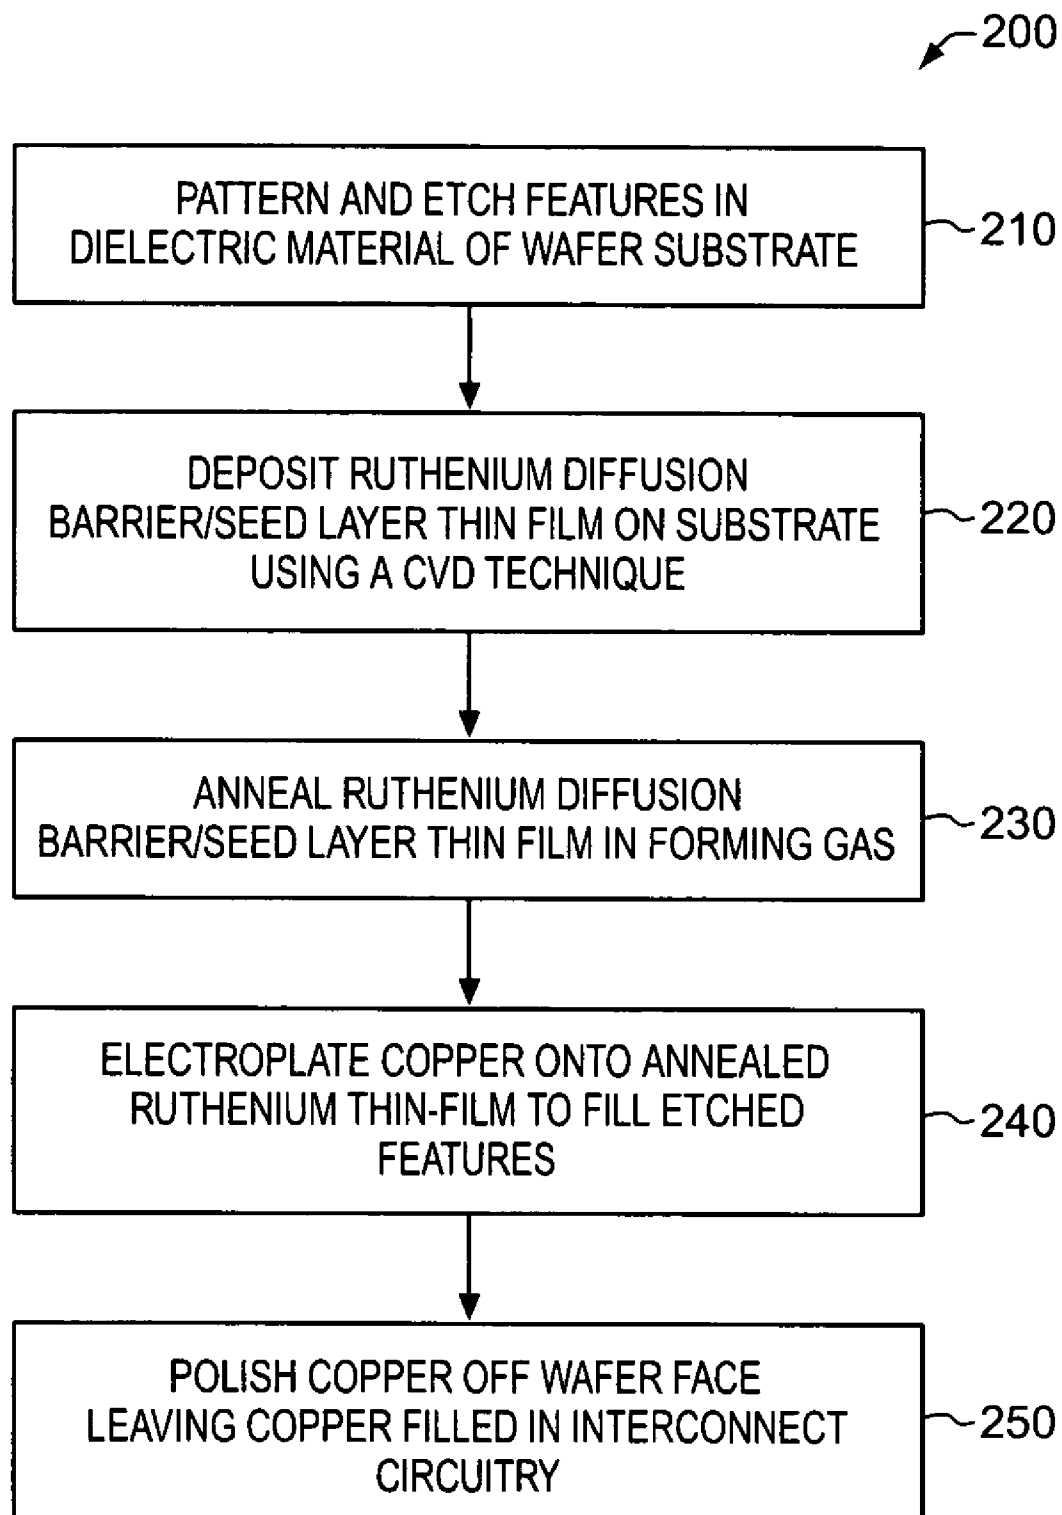 200
PATTERN AND ETCH FEATURES IN
DIELECTRIC MATERIAL OF WAFER SUBSTRATE
210
DEPOSIT RUTHENIUM DIFFUSION
BARRIER/SEED LAYER THIN FILM ON SUBSTRATE
USING A CVD TECHNIQUE
220
ANNEAL RUTHENIUM DIFFUSION
BARRIER/SEED LAYER THIN FILM IN FORMING GAS
230
ELECTROPLATE COPPER ONTO ANNEALED
RUTHENIUM THIN-FILM TO FILL ETCHED
FEATURES
240
POLISH COPPER OFF WAFER FACE
LEAVING COPPER FILLED IN INTERCONNECT
CIRCUITRY
250